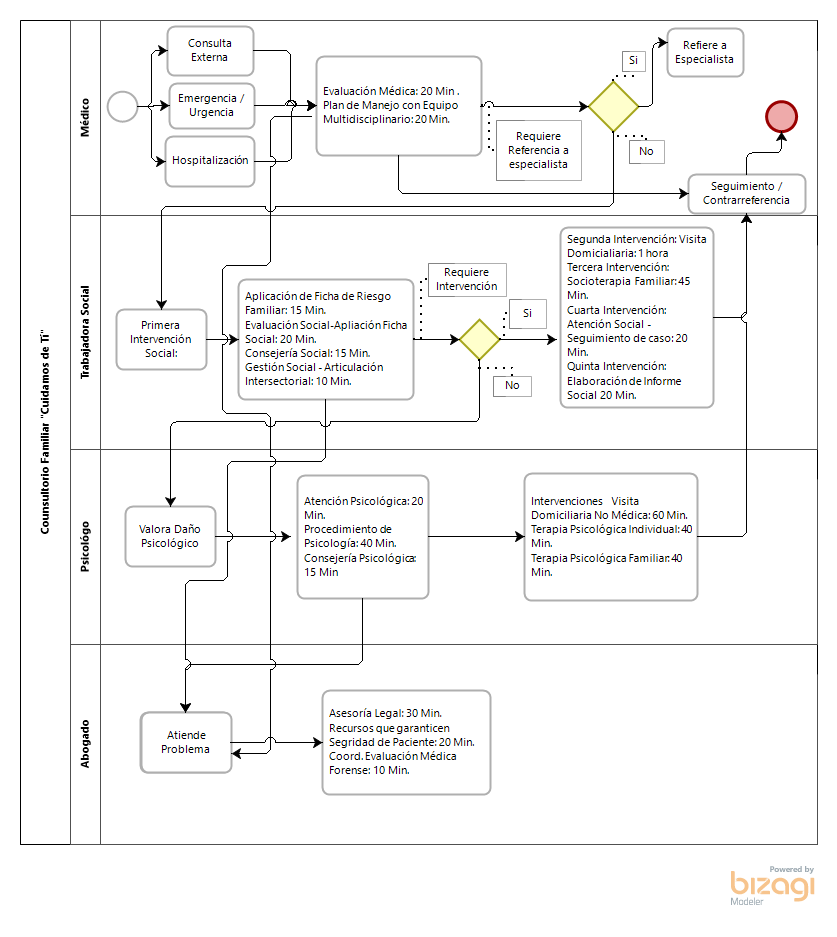 Counsultorio Familiar "Cuidamos de Ti"
Médico
Consulta
Externa
Emergencia /
Urgencia
Hospitalización
Evaluación Médica: 20 Min .
Plan de Manejo con Equipo
Multidisciplinario: 20 Min.
Requiere
Referencia a
especialista
Si
No
Refiere a
Especialista
Seguimiento /
Contrarreferencia
Trabajadora Social
Primera
Intervención
Social:
Aplicación de Ficha de Riesgo
Familiar: 15 Min.
Evaluación Social-Apliación Ficha
Social: 20 Min.
Consejería Social: 15 Min.
Gestión Social - Articulación
Intersectorial: 10 Min.
Requiere
Intervención
Si
No
Segunda Intervención: Visita
Domicialiaria: 1 hora
Tercera Intervención:
Socioterapia Familiar: 45
Min.
Cuarta Intervención:
Atención Social -
Seguimiento de caso: 20
Min.
Quinta Intervención:
Elaboración de Informe
Social 20 Min.
Psicológo
Valora Daño
Psicológico
Atención Psicológica: 20
Min.
Procedimiento de
Psicología: 40 Min.
Consejería Psicológica:
15 Min
Intervenciones Visita
Domiciliaria No Médica: 60 Min.
Terapia Psicológica Individual: 40
Min.
Terapia Psicológica Familiar: 40
Min.
Abogado
Atiende
Problema
Asesoría Legal: 30 Min.
Recursos que garanticen
Segridad de Paciente: 20 Min.
Coord. Evaluación Médica
Forense: 10 Min.
Powered by
bizagi
Modeler